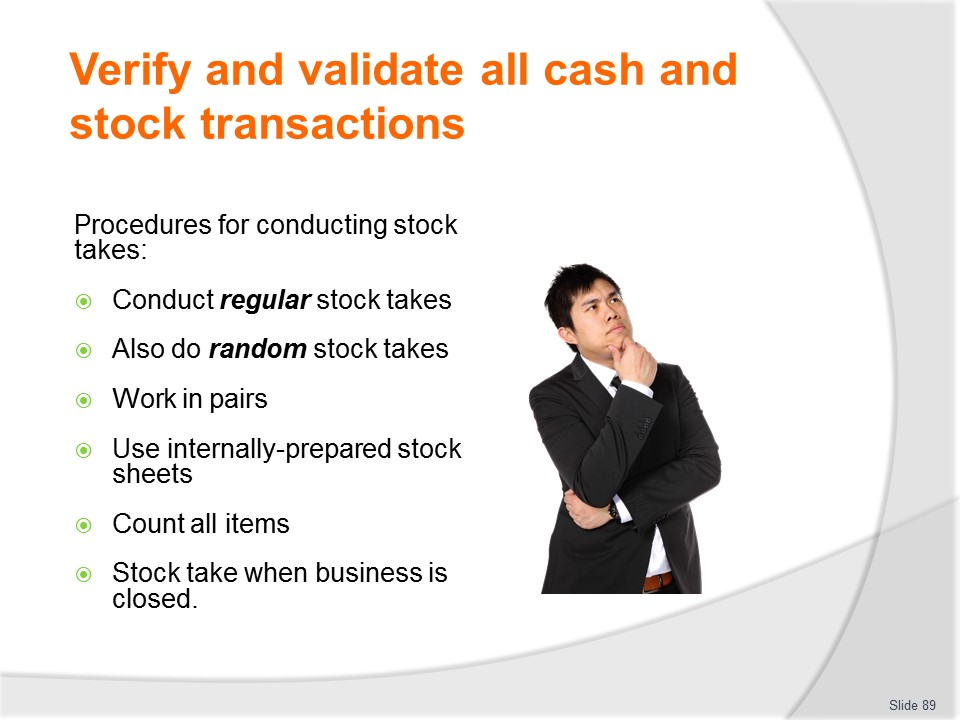 Verify and validate all cash and
stock transactions
Procedures for conducting stock
takes:
Conduct regular stock takes
Also do random stock takes
Work in pairs
Use internally-prepared stock
sheets
Count all items
Stock take when business is
closed.
Slide 89